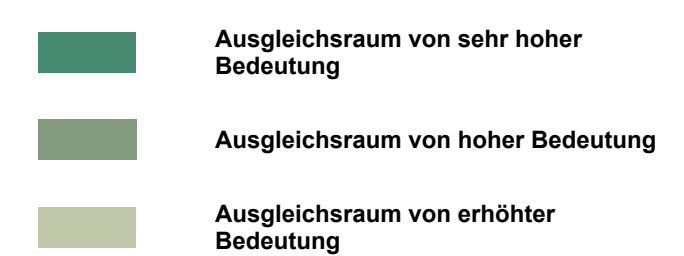 Ausgleichsraum von sehr hoher
Bedeutung
Ausgleichsraum von hoher Bedeutung
Ausgleichsraum von erhöhter
Bedeutung